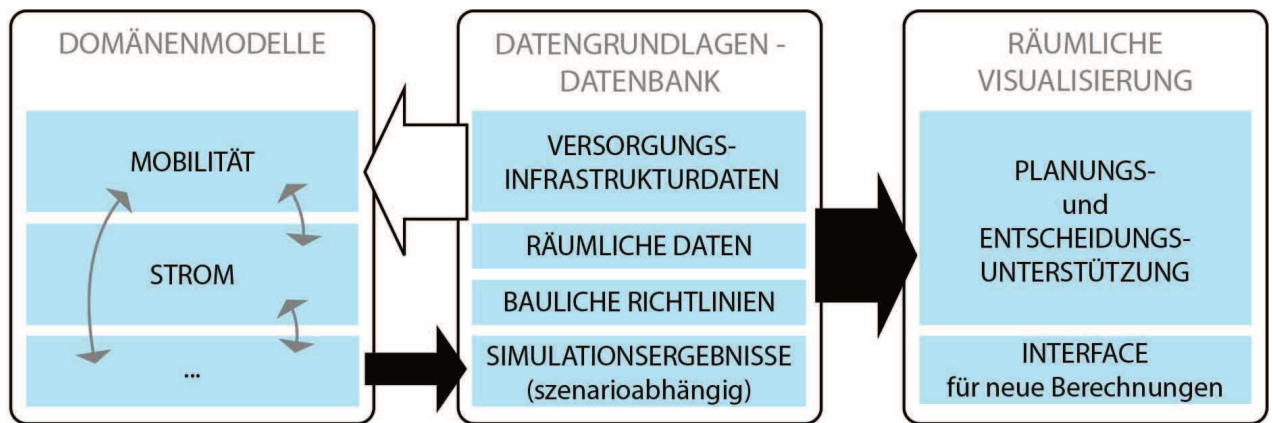 DOMÄNENMODELLE
MOBILITÄT
STROM
...
DATENGRUNDLAGEN -
DATENBANK
VERSORGUNGS-
INFRASTRUKTURDATEN
RÄUMLICHE DATEN
BAULICHE RICHTLINIEN
SIMULATIONSERGEBNISSE
(szenarioabhängig)
RÄUMLICHE
VISUALISIERUNG
PLANUNGS-
und
ENTSCHEIDUNGS-
UNTERSTÜTZUNG
INTERFACE
für neue Berechnungen